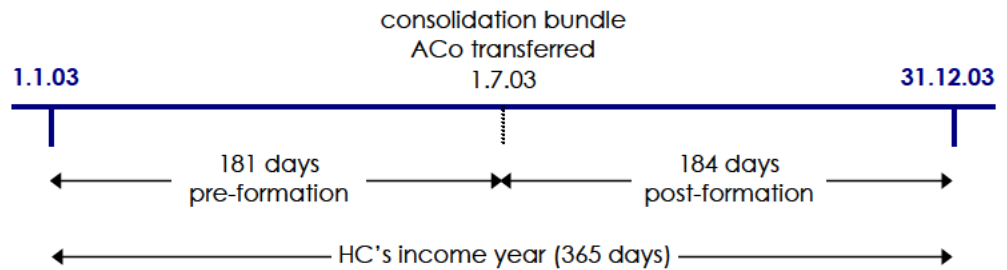 consolidation bundle
ACo transferred
1.1.03
1.7.03
31.12.03
181 days
pre-formation
184 days
post-formation
HC's income year (365 days)